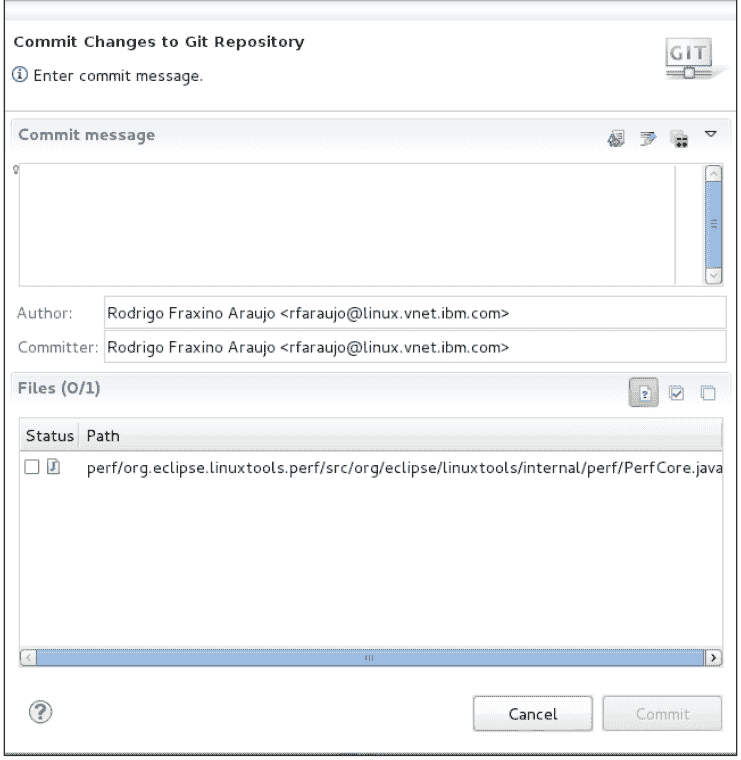 Commit Changes to Git Repository
GIT
Enter commit message.
Commit message
Author: Rodrigo Fraxino Araujo <rfaraujo@linux.vnet.ibm.com>
Committer: Rodrigo Fraxino Araujo <rfaraujo@linux.vnet.ibm.com>
Files (0/1)
Status Path
perf/org.eclipse.linuxtools.perf/src/org/eclipse/linuxtools/internal/perf/PerfCore.java
Cancel Commit